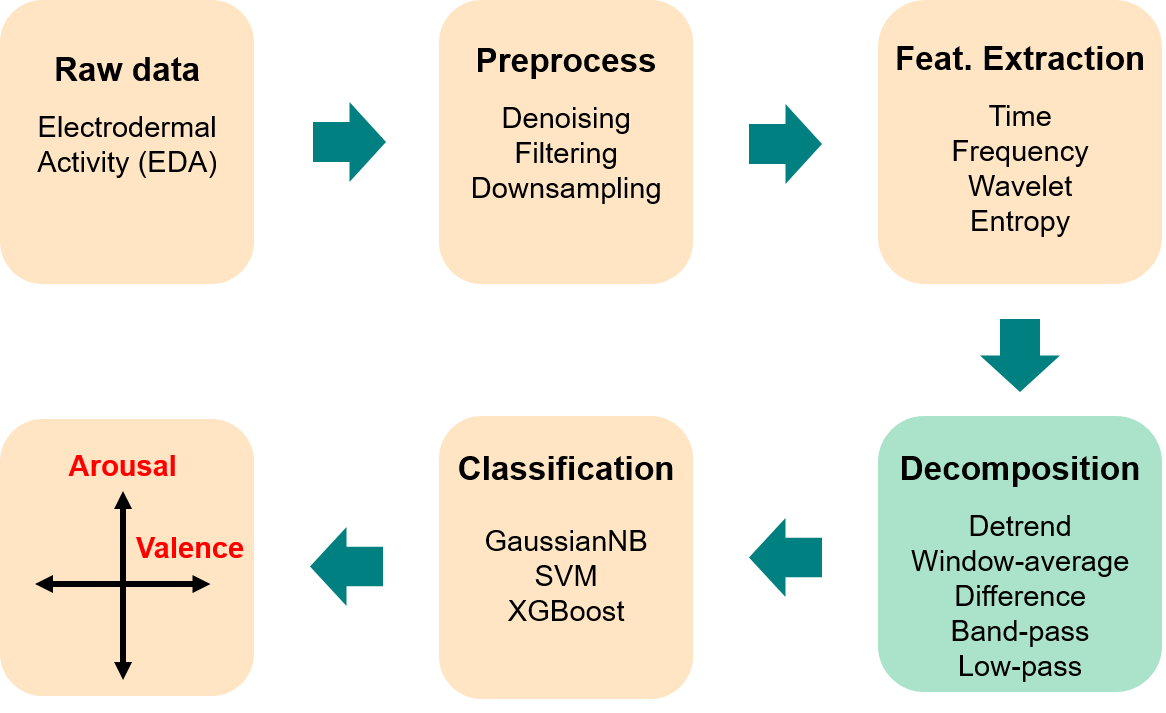 Raw data
Electrodermal
Activity (EDA)
Preprocess
Denoising
Filtering
Downsampling
Feat. Extraction
Time
Frequency
Wavelet
Entropy
Decomposition
Detrend
Window-average
Difference
Band-pass
Low-pass
Classification
GaussianNB
SVM
XGBoost
Arousal
Valence